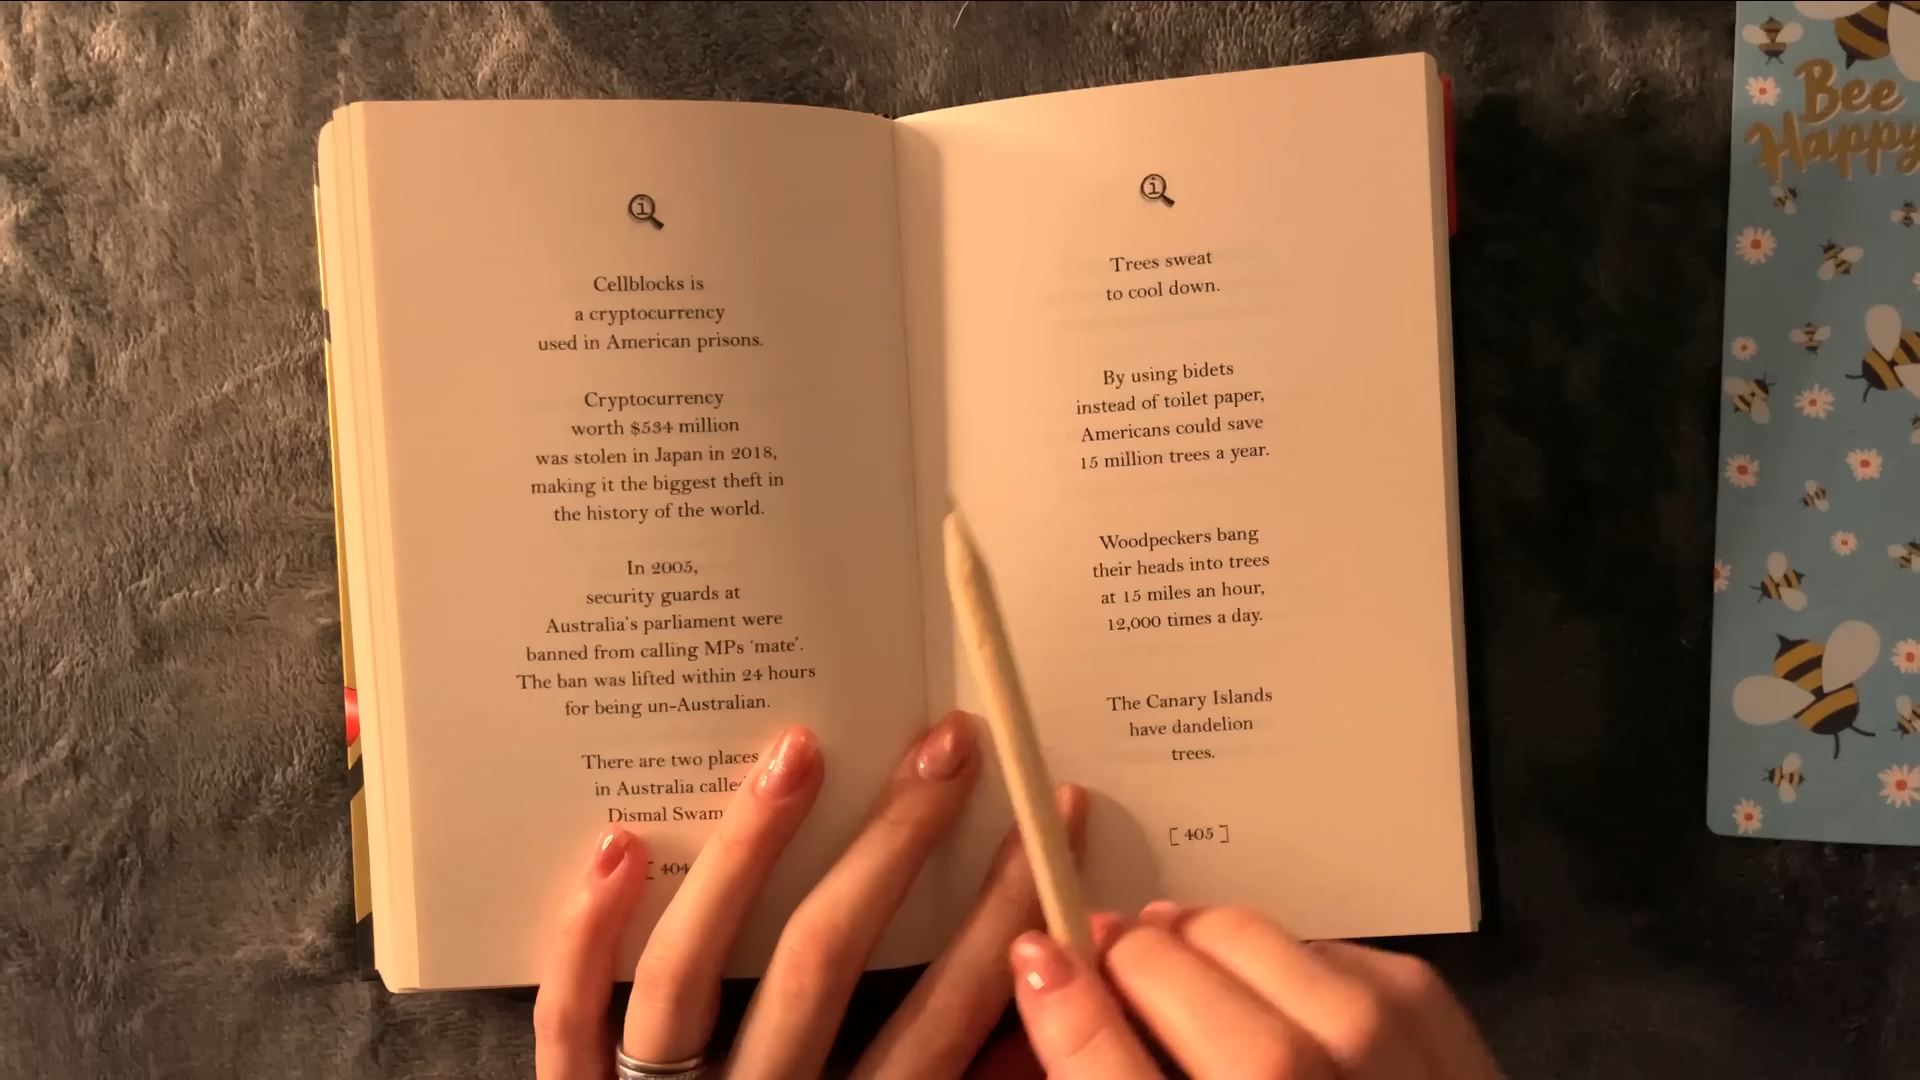 Cellblocks is
a cryptocurrency
used in American prisons.
Cryptocurrency
worth $534 million
was stolen in Japan in 2018,
making it the biggest theft in
the history of the world.
In 2005,
security guards at
Australia's parliament were
banned from calling MPs 'mate'.
The ban was lifted within 24 hours
for being un-Australian.
There are two places
in Australia
Dismal
[ 404
Trees sweat
to cool down.
By using bidets
instead of toilet paper,
Americans could save
15 million trees a year.
Woodpeckers bang
their heads into trees
at 15 miles an hour,
12,000 times a day.
The Canary Islands
have dandelion
trees.
[ 405 ]
Bee
Happy